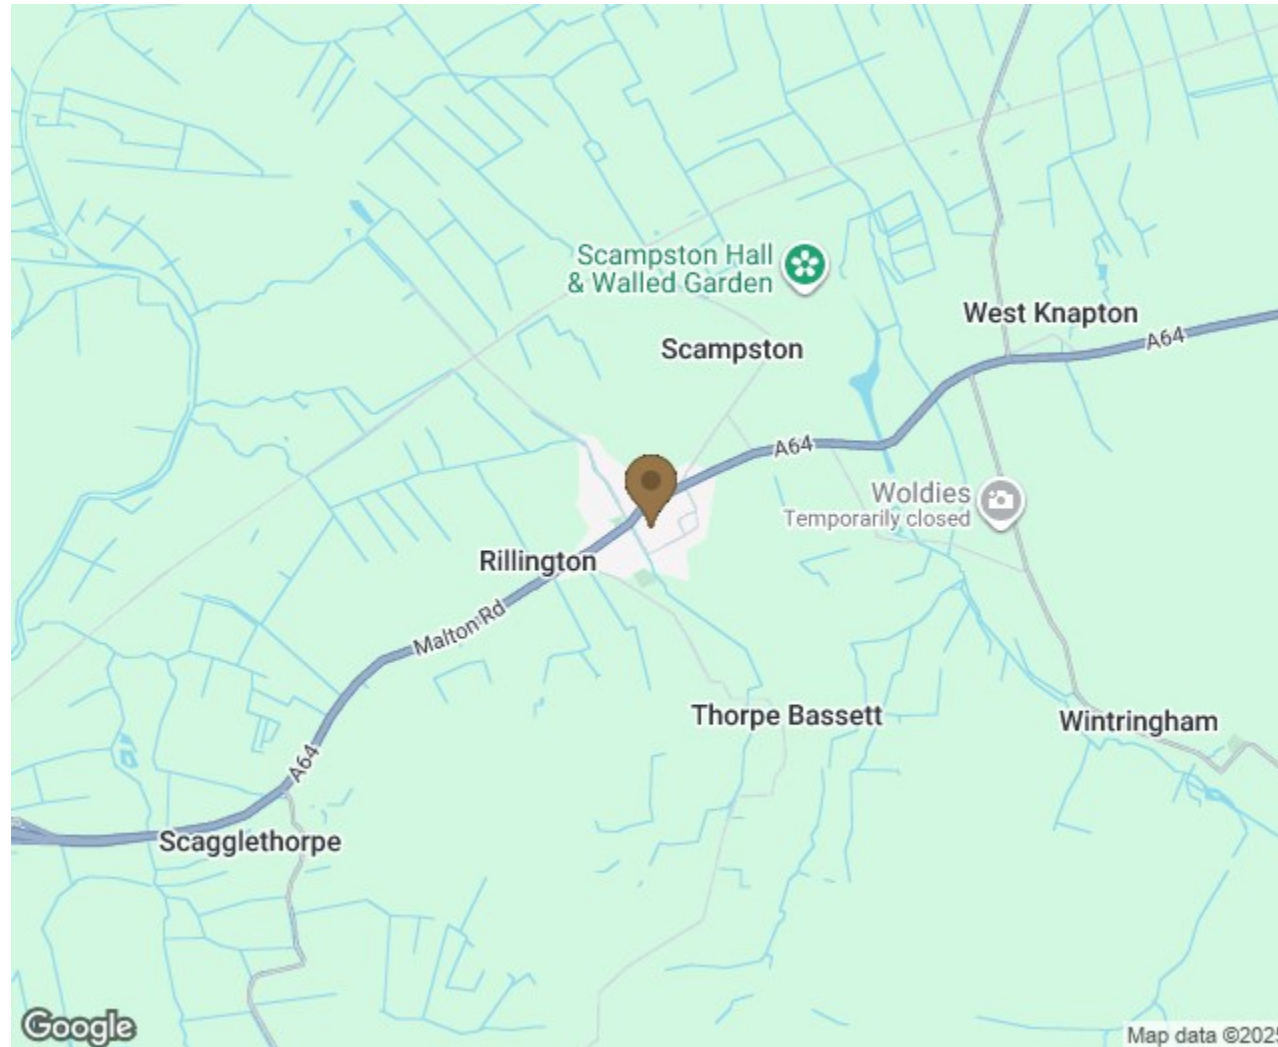 Scampston Hall
& Walled Garden
West Knapton
A64
Scampston
A64
Woldies
Temporarily closed
Rillington
Malton Rd
Thorpe Bassett
Wintringham
A64
Scagglethorpe
Google
Map data ©2025